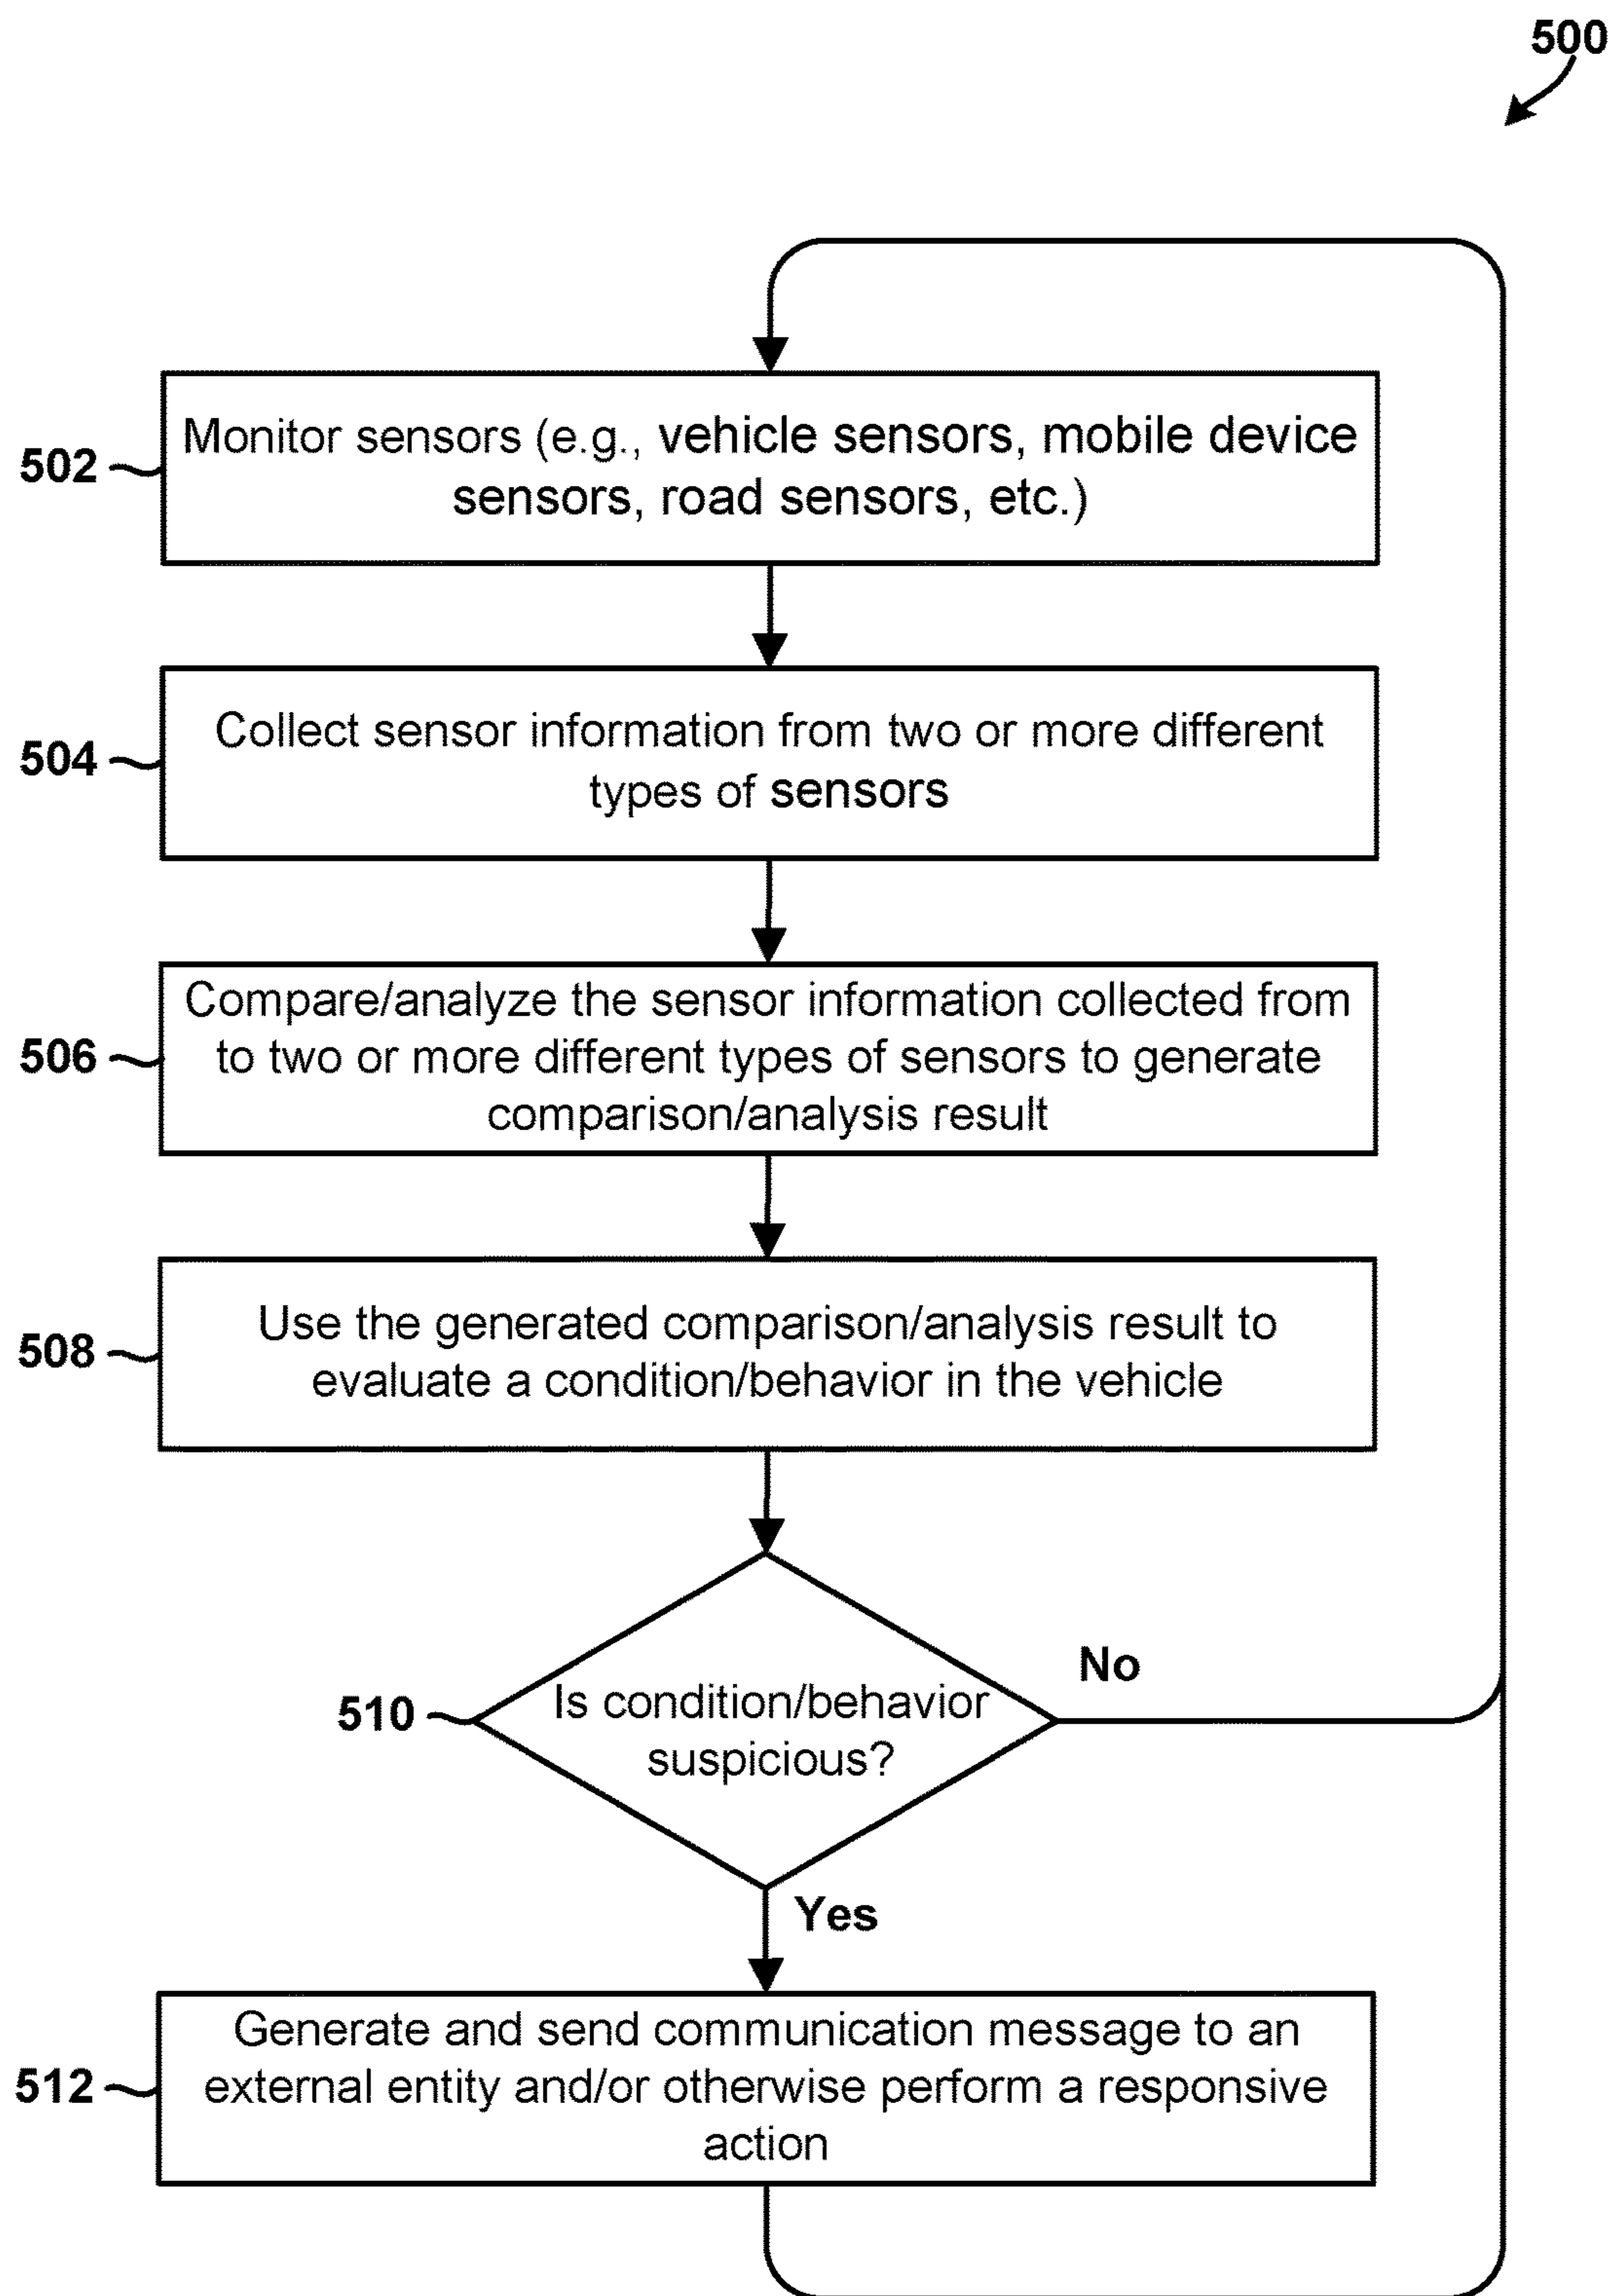 500
502
Monitor sensors (e.g., vehicle sensors, mobile device
sensors, road sensors, etc.)
504
Collect sensor information from two or more different
types of sensors
506
Compare/analyze the sensor information collected from
to two or more different types of sensors to generate
comparison/analysis result
508
Use the generated comparison/analysis result to
evaluate a condition/behavior in the vehicle
510
Is condition/behavior
suspicious?
No
Yes
512
Generate and send communication message to an
external entity and/or otherwise perform a responsive
action